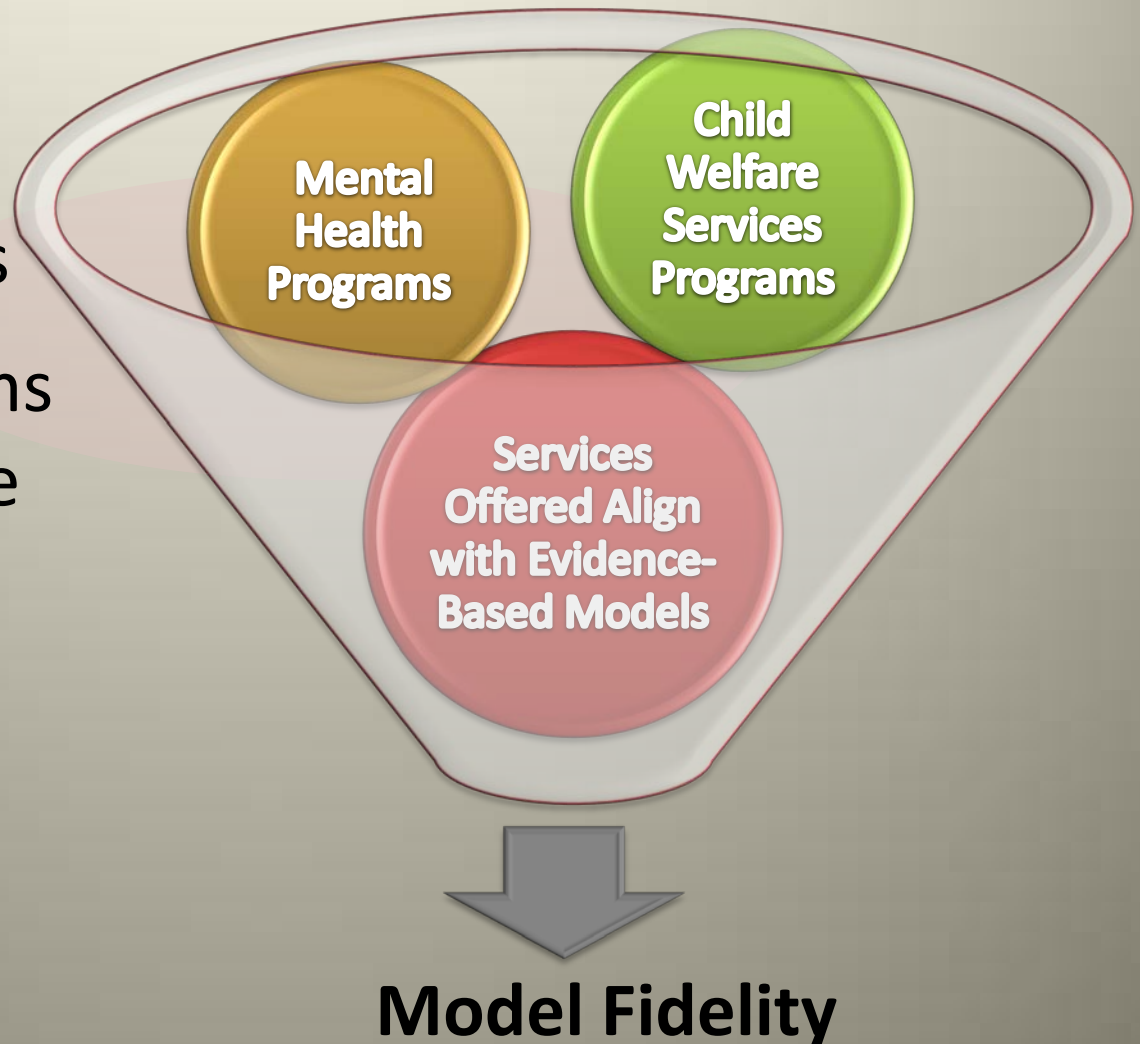 Mental
Health
Programs
Child
Welfare
Services
Programs
Services
Offered Align
with Evidence-
Based Models
Model Fidelity